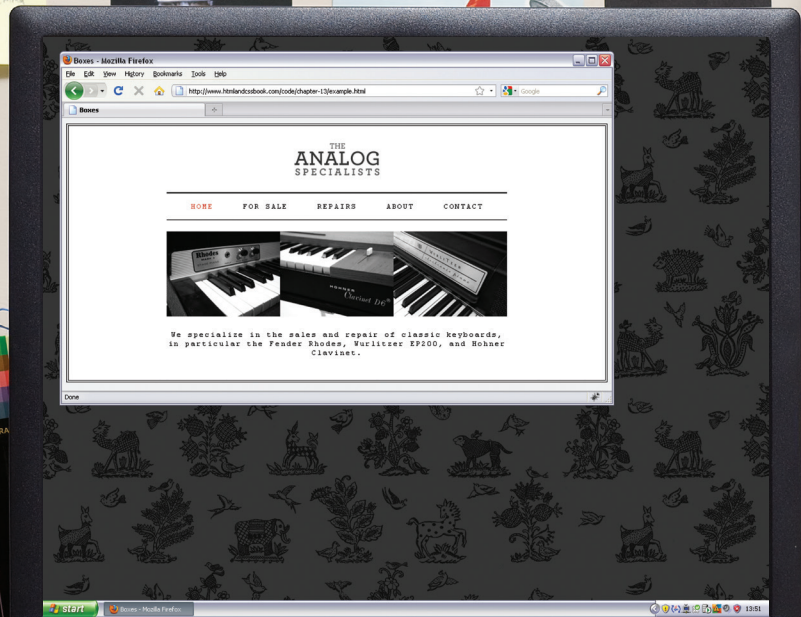 Boxes - Mozilla Firefox
File Edit View History Bookmarks Tools Help
http://www.htmlandcssbook.com/code/chapter-13/example.html
Google
Boxes
THE
ANALOG
SPECIALISTS
HOME FOR SALE REPAIRS ABOUT CONTACT
Rhodes
HOHNER
Clavinet D6
WURLITZER
We specialize in the sales and repair of classic keyboards,
in particular the Fender Rhodes, Wurlitzer EP200, and Hohner
Clavinet.
Done
start
Boxes - Mozilla Firefox
13:51